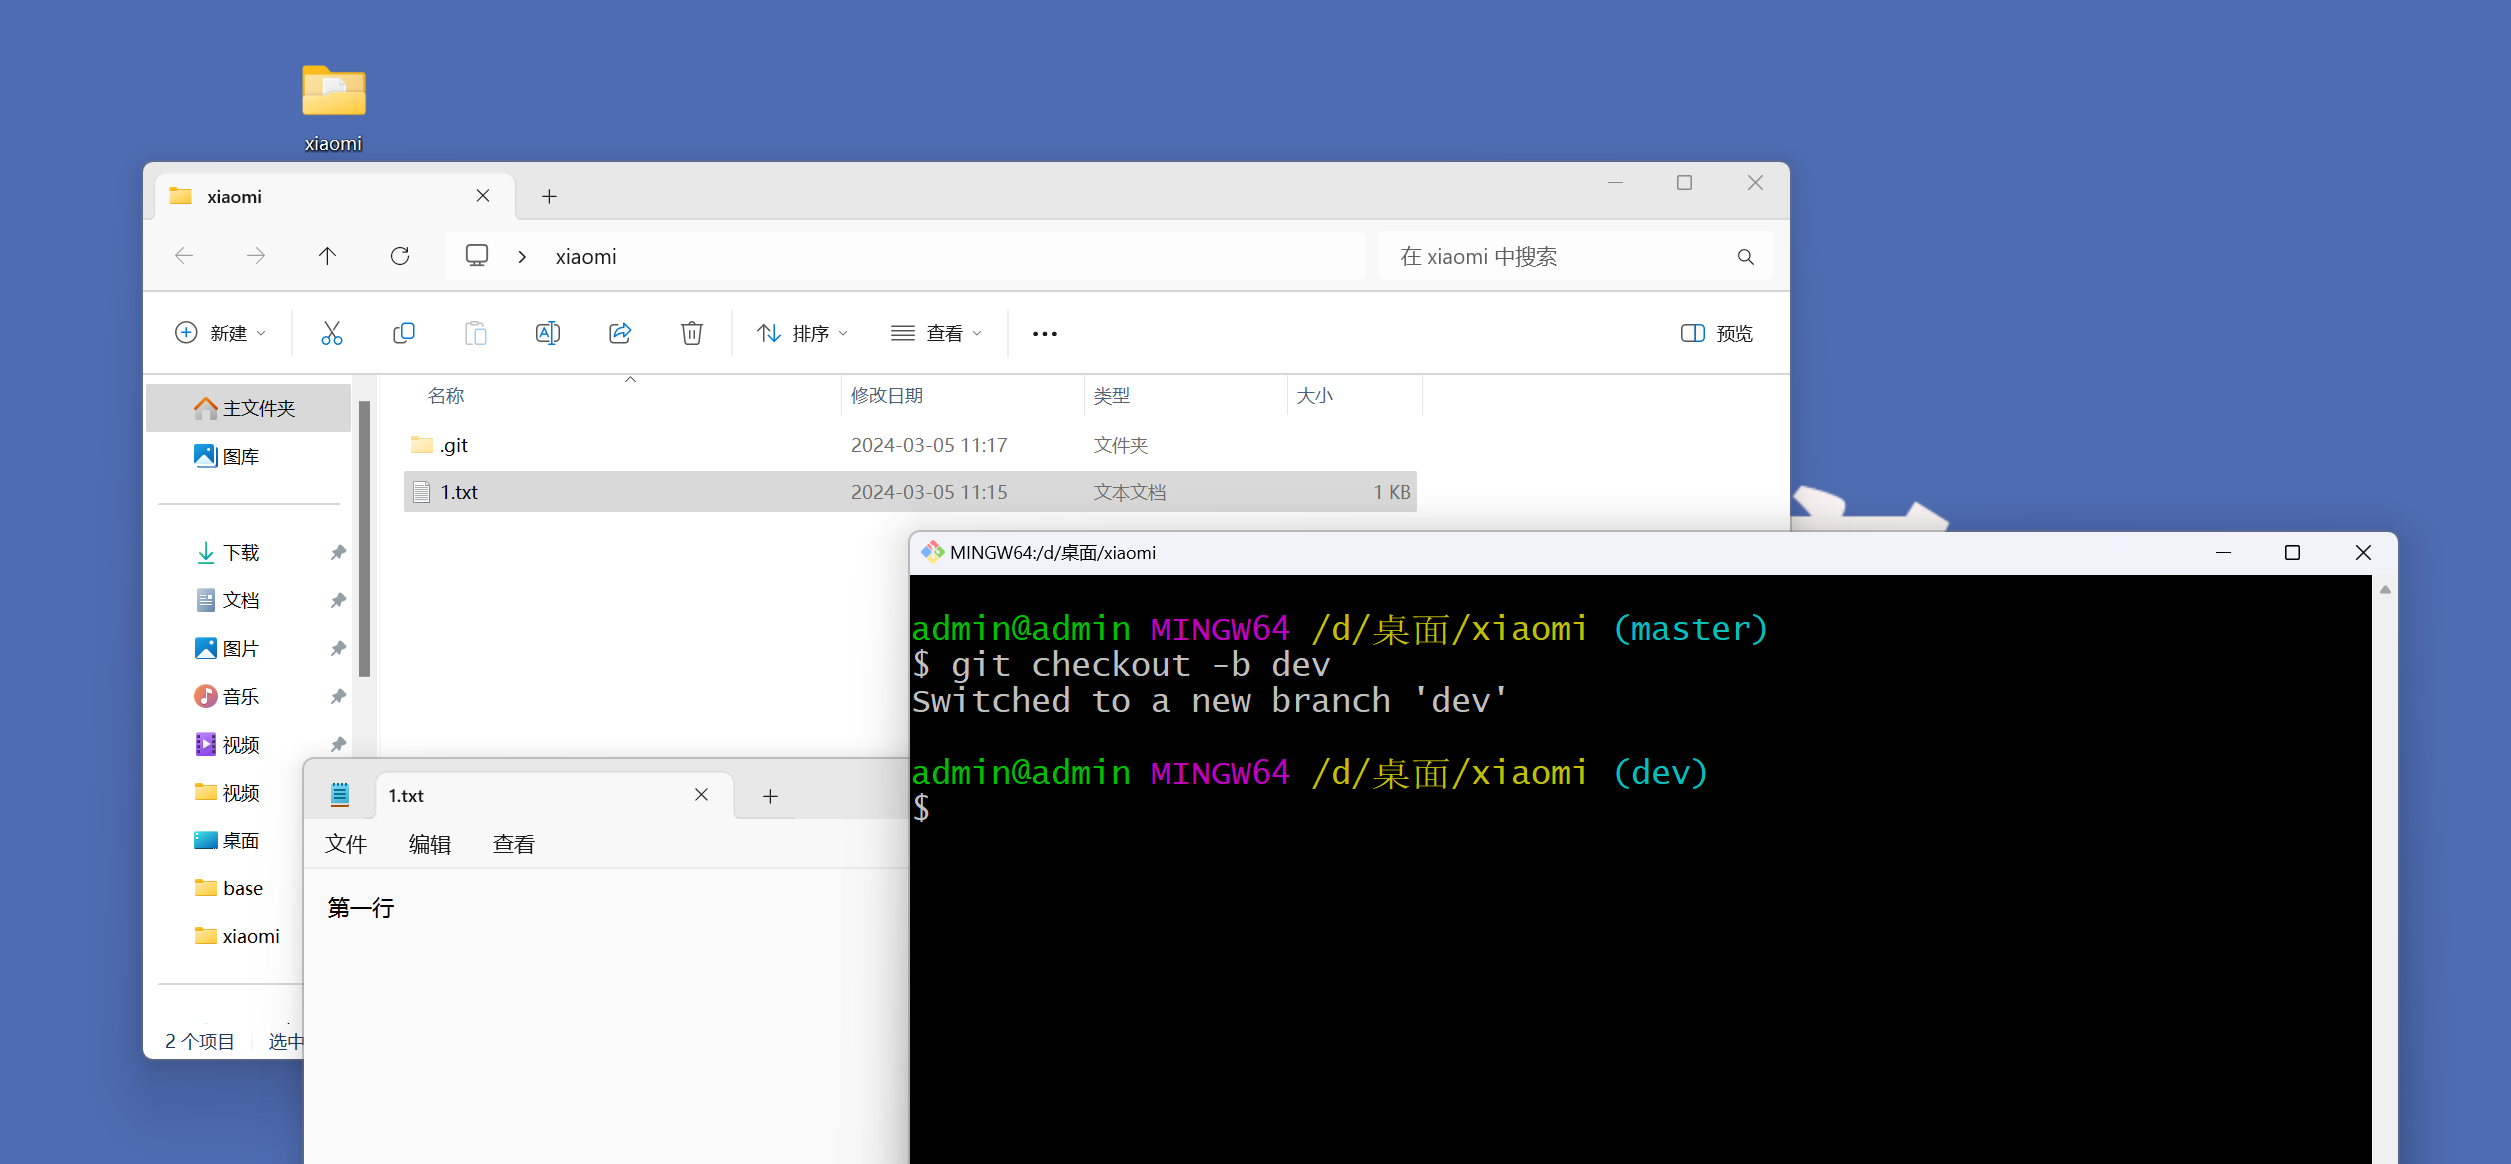 xiaomi
xiaomi
xiaomi
在 xiaomi 中搜索
新建
排序
查看
预览
名称
修改日期
类型
大小
主文件夹
图库
.git
2024-03-05 11:17
文件夹
1.txt
2024-03-05 11:15
文本文档
1 KB
下载
文档
图片
音乐
视频
视频
桌面
base
xiaomi
2 个项目
选中
1.txt
文件
编辑
查看
第一行
MINGW64:/d/桌面/xiaomi
admin@admin MINGW64 /d/桌面/xiaomi (master)
$ git checkout -b dev
Switched to a new branch 'dev'
admin@admin MINGW64 /d/桌面/xiaomi (dev)
$